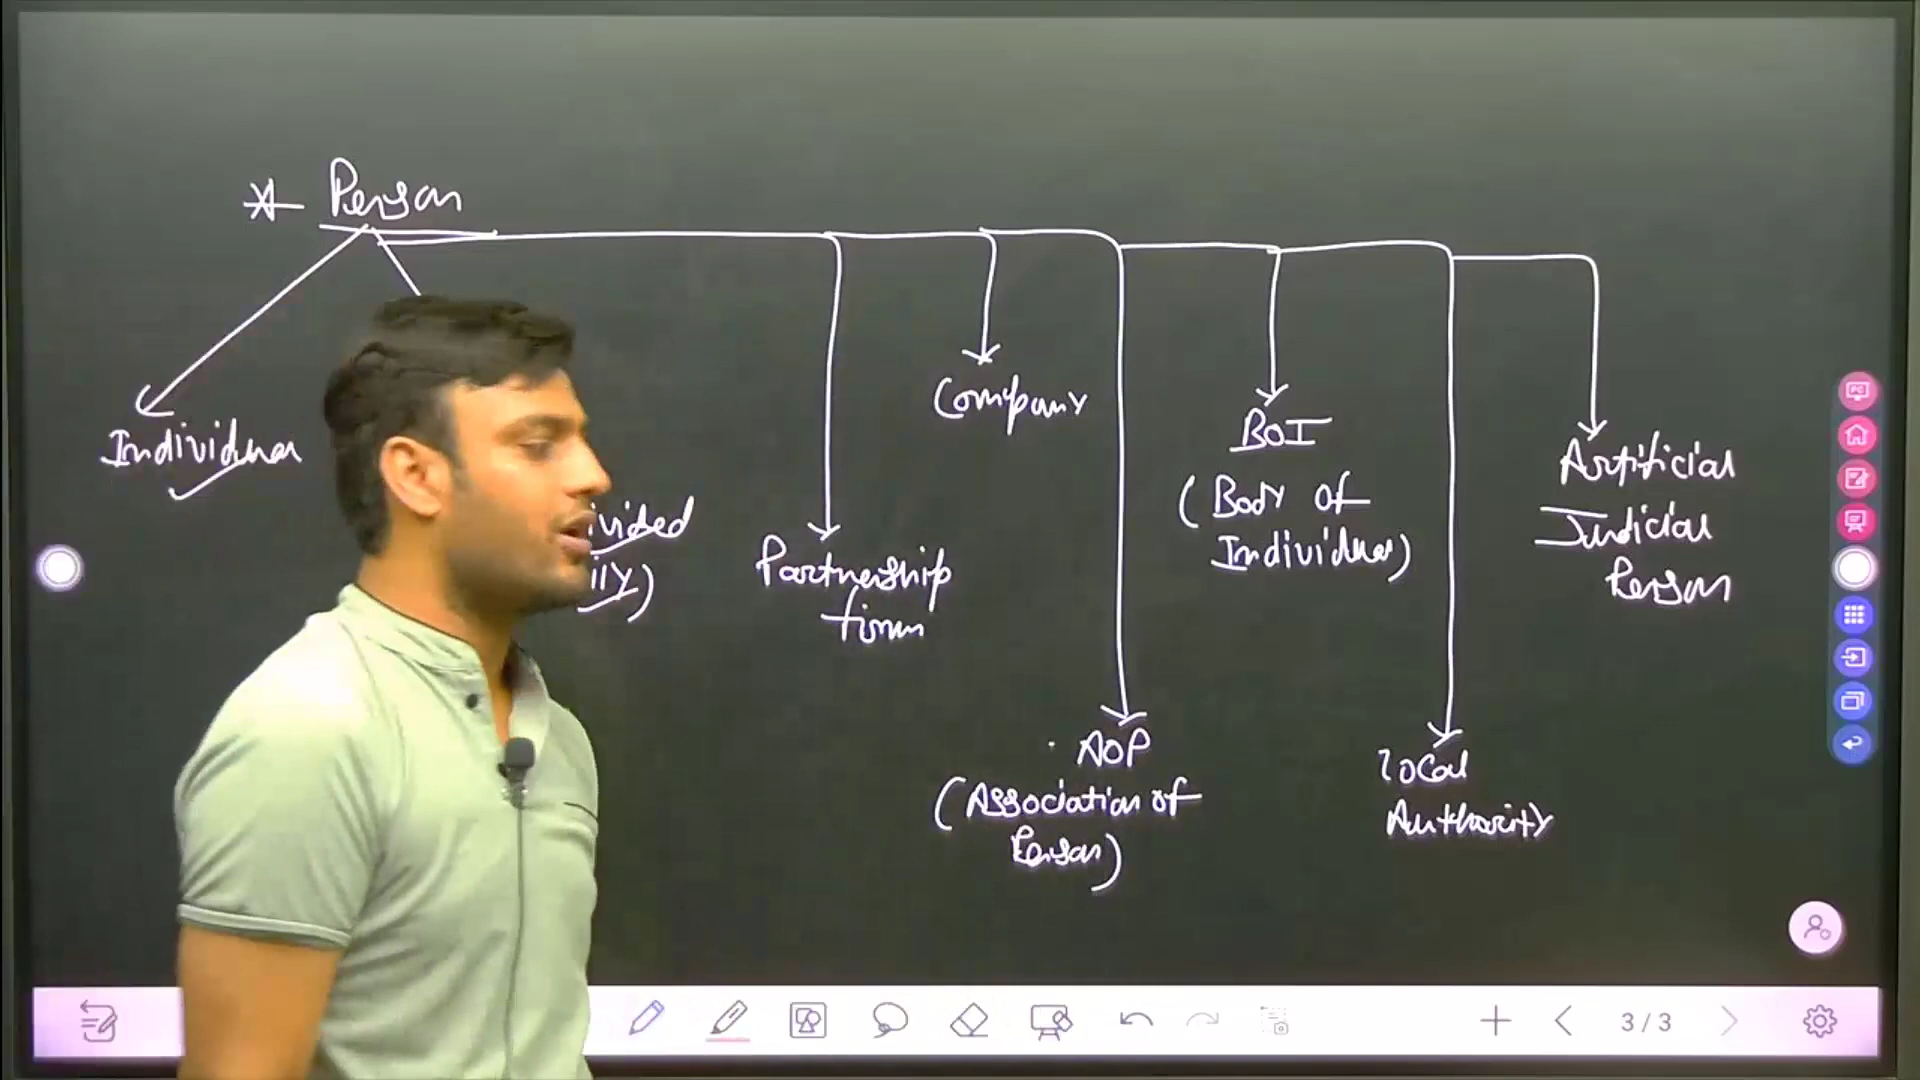 Person
Individual
ivided
ily)
Partnership
firm
Company
AOP
(Association of
Person)
BOI
(Body of
Individual)
local
Authority
Artificial
Judicial
Person
3/3